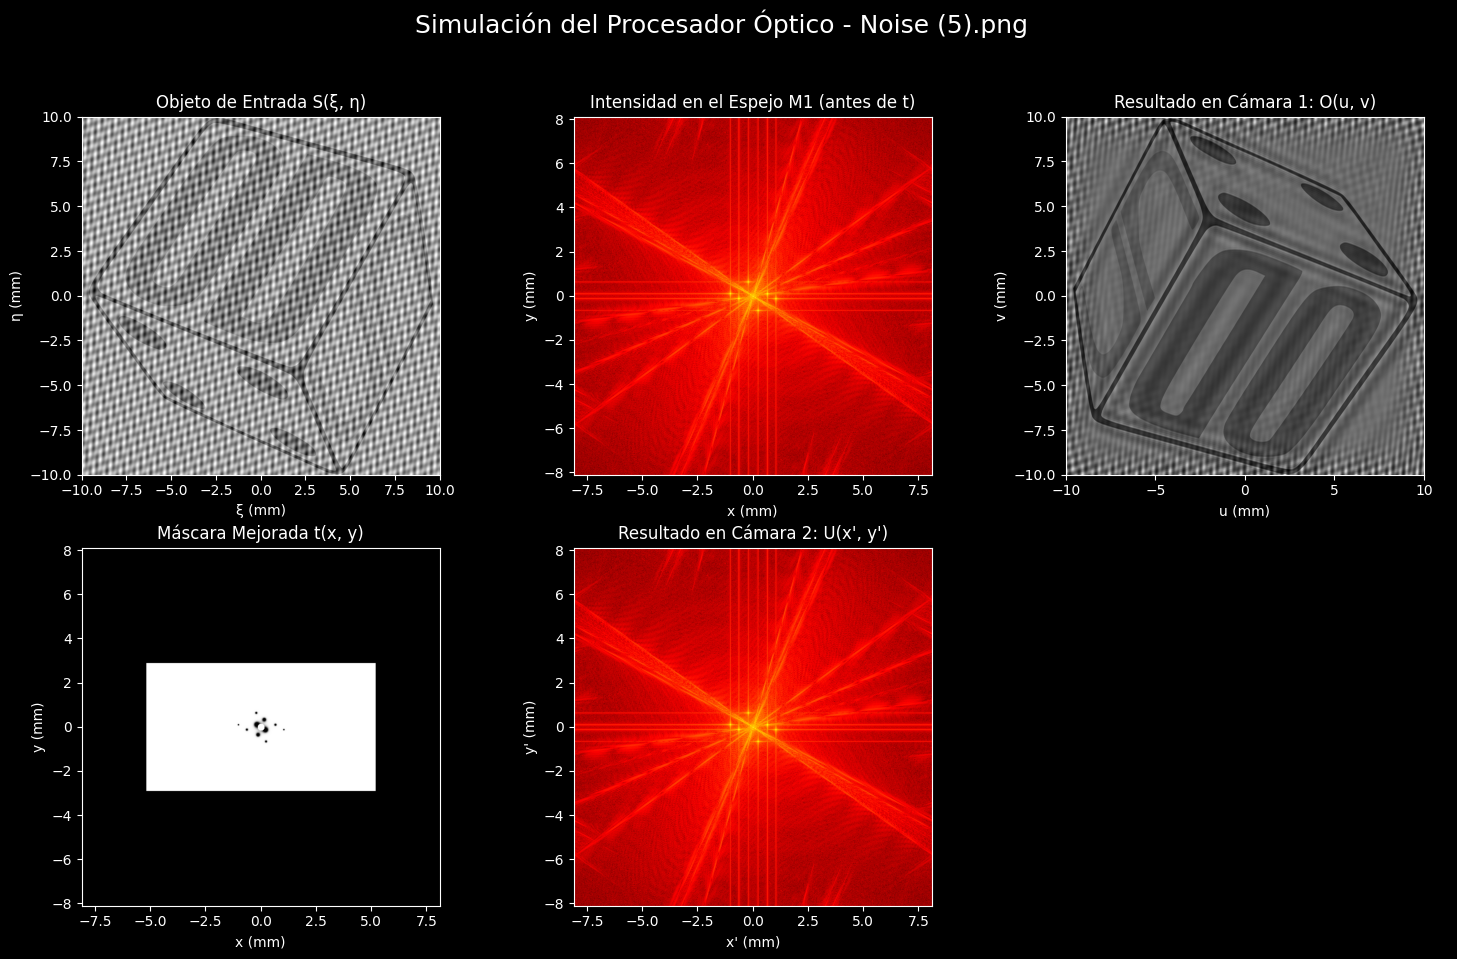 Simulación del Procesador Óptico - Noise (5).png
Objeto de Entrada S(ξ, η)
10.0
7.5
5.0
2.5
0.0
−2.5
−5.0
−7.5
−10.0
η (mm)
−10.0 −7.5 −5.0 −2.5 0.0 2.5 5.0 7.5 10.0
ξ (mm)
Intensidad en el Espejo M1 (antes de t)
8
6
4
2
0
−2
−4
−6
−8
y (mm)
−7.5 −5.0 −2.5 0.0 2.5 5.0 7.5
x (mm)
Resultado en Cámara 1: O(u, v)
10.0
7.5
5.0
2.5
0.0
−2.5
−5.0
−7.5
−10.0
v (mm)
−10 −5 0 5 10
u (mm)
Máscara Mejorada t(x, y)
8
6
4
2
0
−2
−4
−6
−8
y (mm)
−7.5 −5.0 −2.5 0.0 2.5 5.0 7.5
x (mm)
Resultado en Cámara 2: U(x', y')
8
6
4
2
0
−2
−4
−6
−8
y' (mm)
−7.5 −5.0 −2.5 0.0 2.5 5.0 7.5
x' (mm)